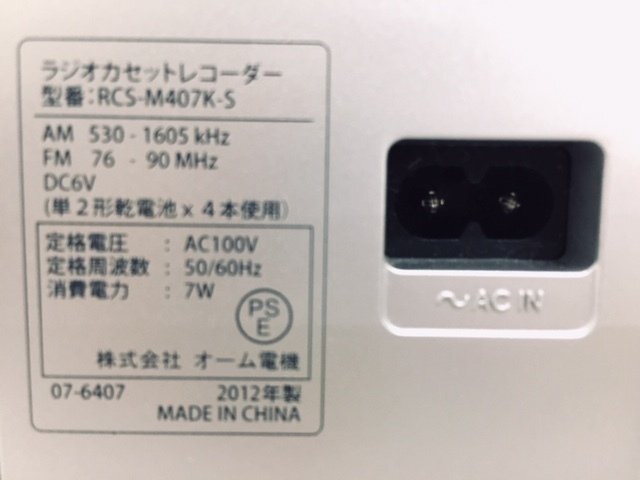 ラジオカセットレコーダー
型番:RCS-M407K-S
AM 530 - 1605 kHz
FM 76 - 90 MHz
DC6V
(単2形乾電池 x 4本使用)
定格電圧 : AC100V
定格周波数 : 50/60Hz
消費電力 : 7W
PS
E
株式会社 オーム電機
07-6407 2012年製
MADE IN CHINA
〜AC IN